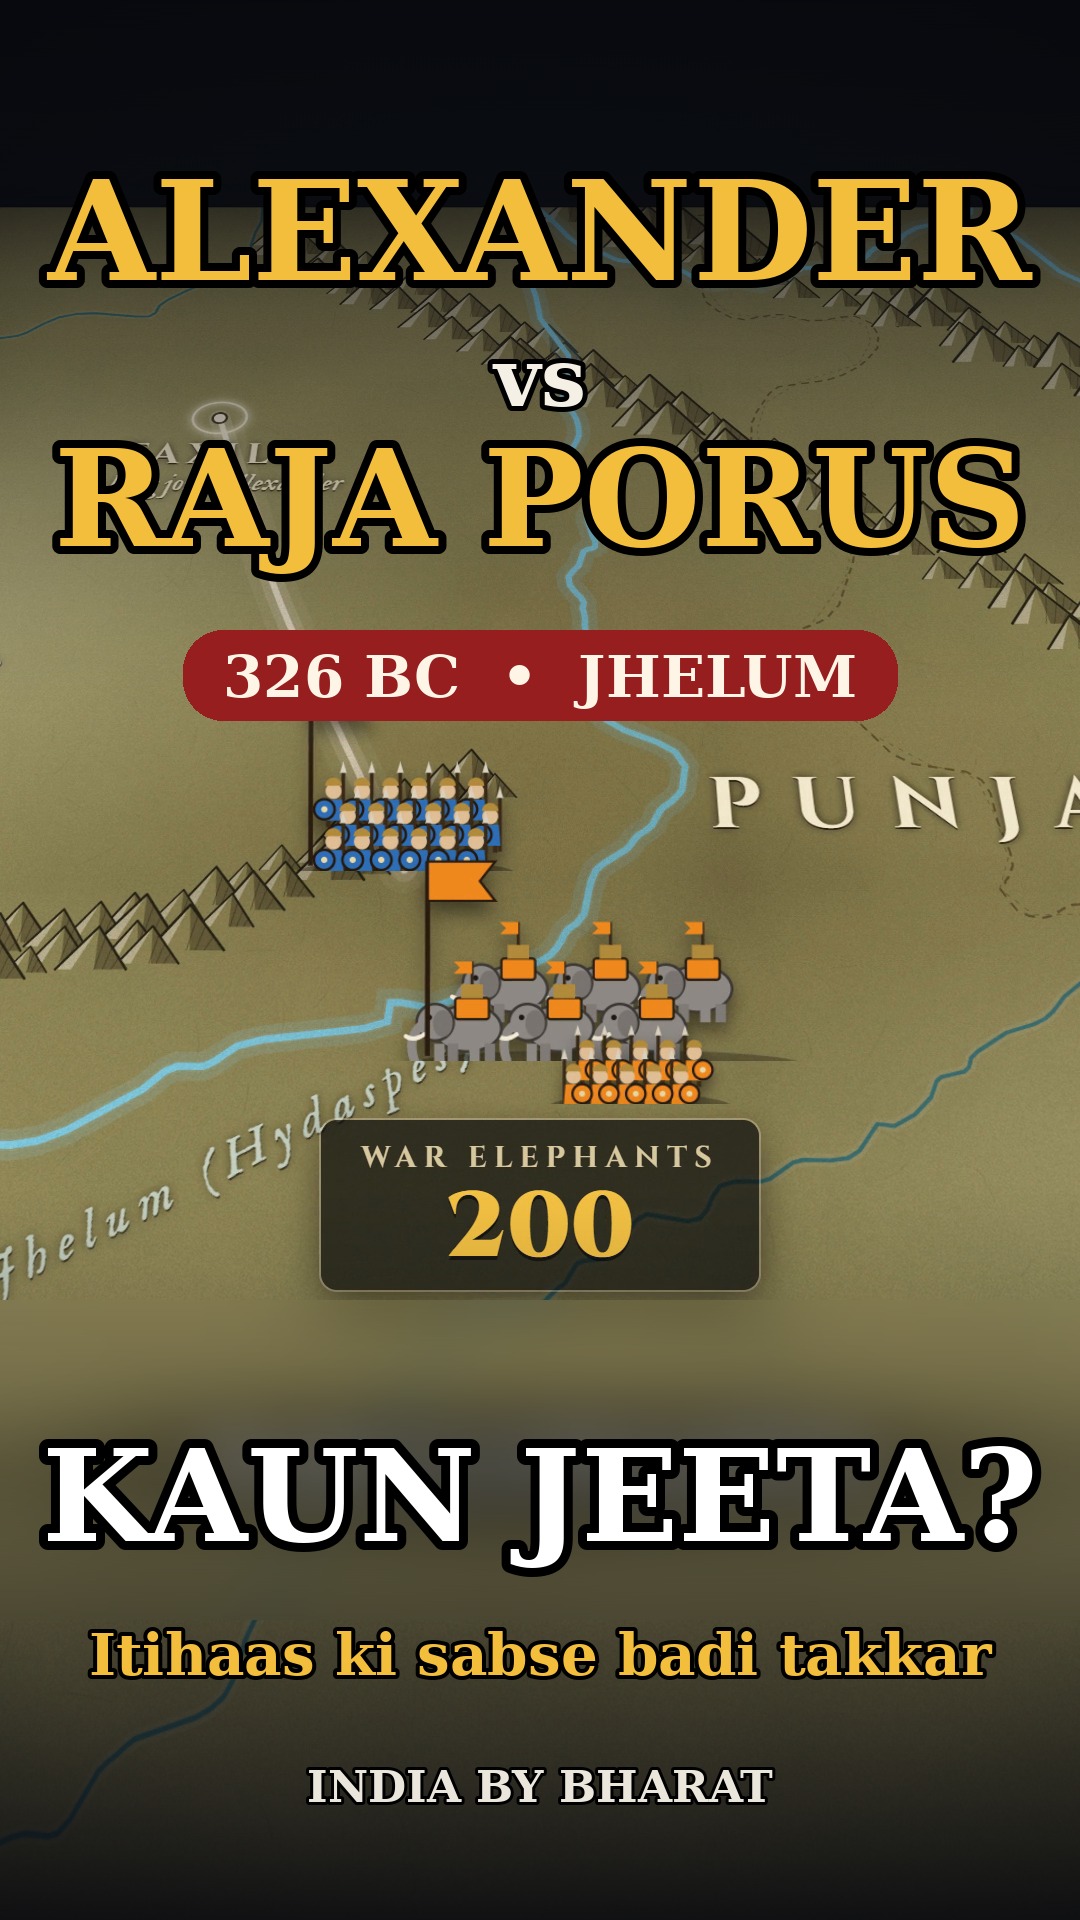 ALEXANDER
vs
RAJA PORUS
326 BC • JHELUM
PUNJA
Jhelum (Hydaspes)
WAR ELEPHANTS
200
KAUN JEETA?
Itihaas ki sabse badi takkar
INDIA BY BHARAT